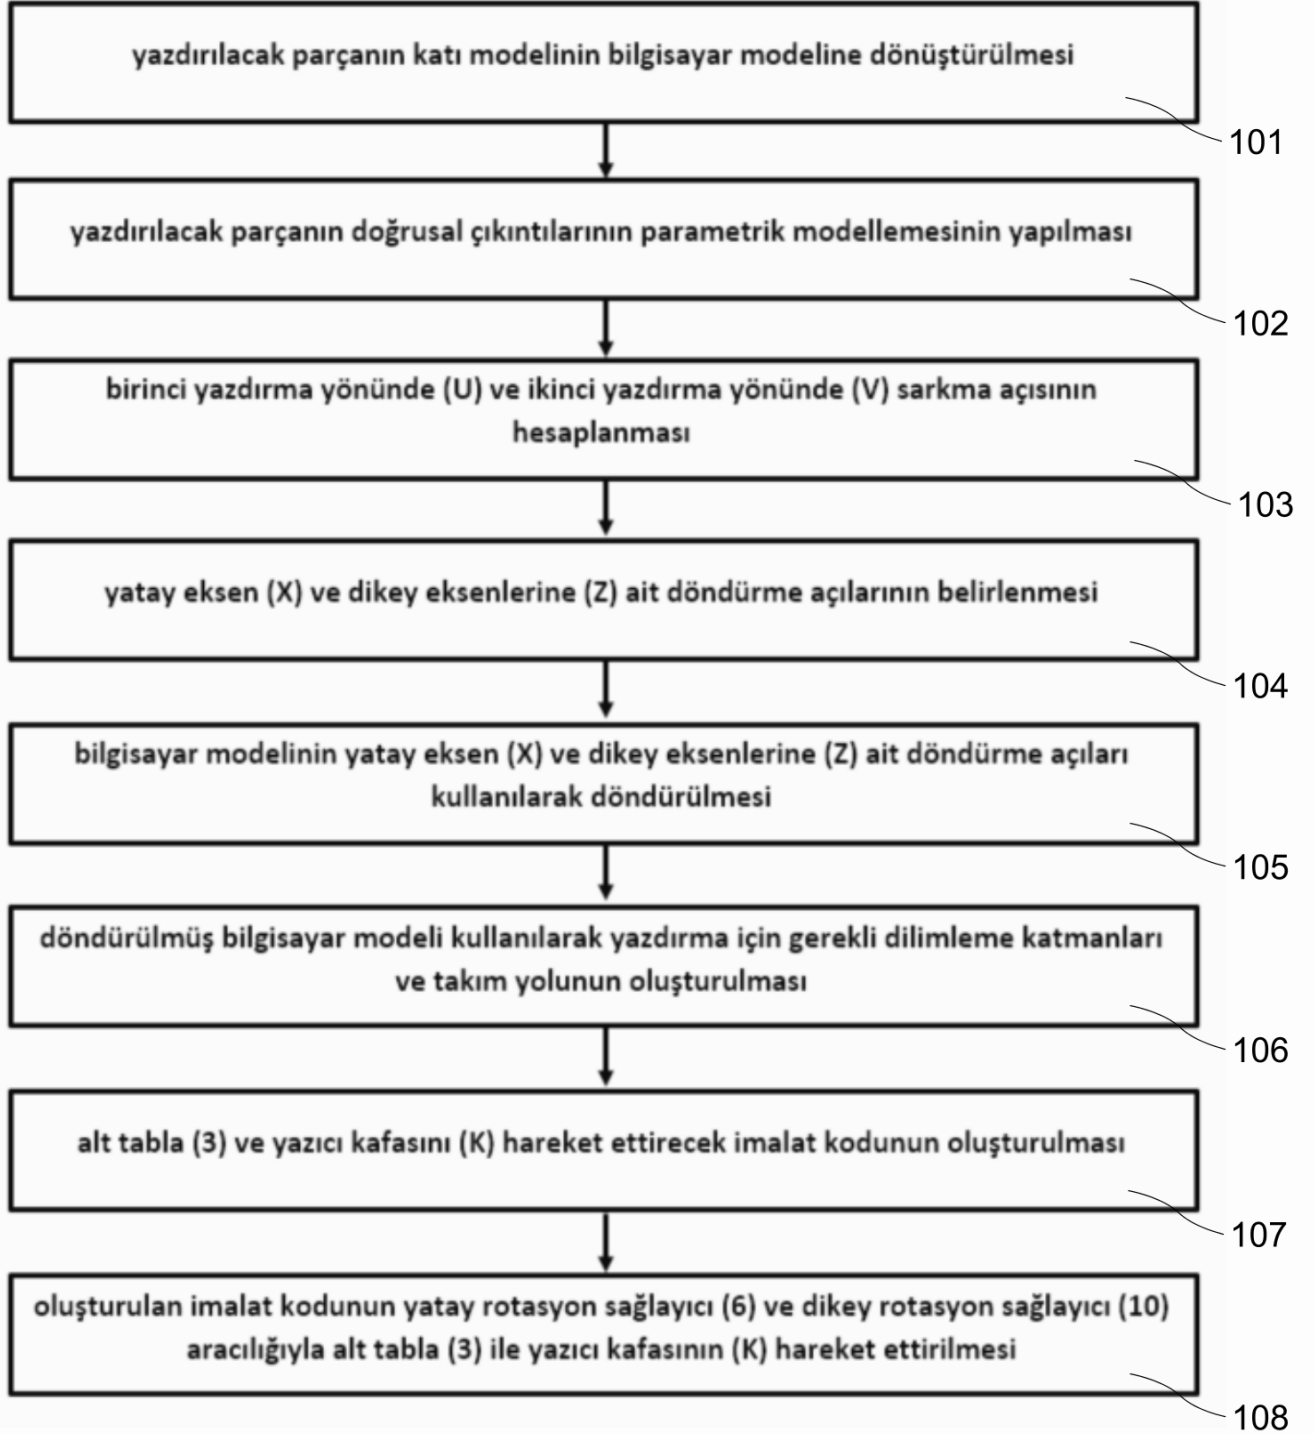 yazdırılacak parçanın katı modelinin bilgisayar modeline dönüştürülmesi
101
yazdırılacak parçanın doğrusal çıkıntılarının parametrik modellemesinin yapılması
102
birinci yazdırma yönünde (U) ve ikinci yazdırma yönünde (V) sarkma açısının
hesaplanması
103
yatay eksen (X) ve dikey eksenlerine (Z) ait döndürme açılarının belirlenmesi
104
bilgisayar modelinin yatay eksen (X) ve dikey eksenlerine (Z) ait döndürme açıları
kullanılarak döndürülmesi
105
döndürülmüş bilgisayar modeli kullanılarak yazdırma için gerekli dilimleme katmanları
ve takım yolunun oluşturulması
106
alt tabla (3) ve yazıcı kafasını (K) hareket ettirecek imalat kodunun oluşturulması
107
oluşturulan imalat kodunun yatay rotasyon sağlayıcı (6) ve dikey rotasyon sağlayıcı (10)
aracılığıyla alt tabla (3) ile yazıcı kafasının (K) hareket ettirilmesi
108